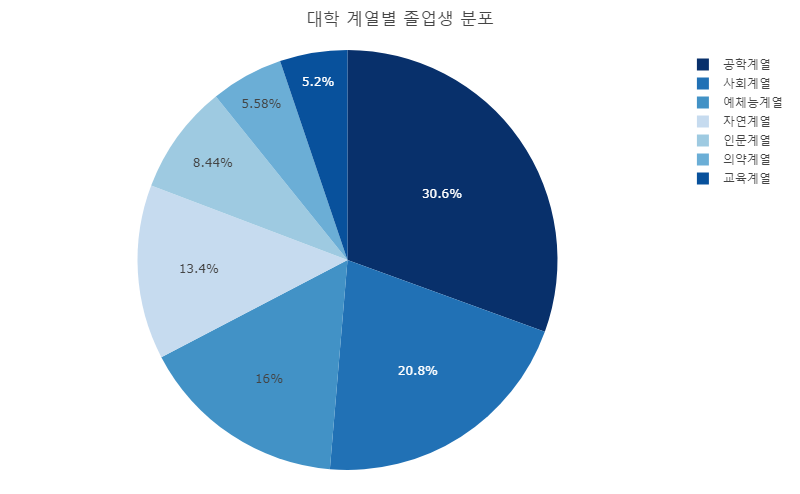 대학 계열별 졸업생 분포
공학계열
사회계열
예체능계열
자연계열
인문계열
의약계열
교육계열
5.2%
5.58%
8.44%
30.6%
13.4%
20.8%
16%